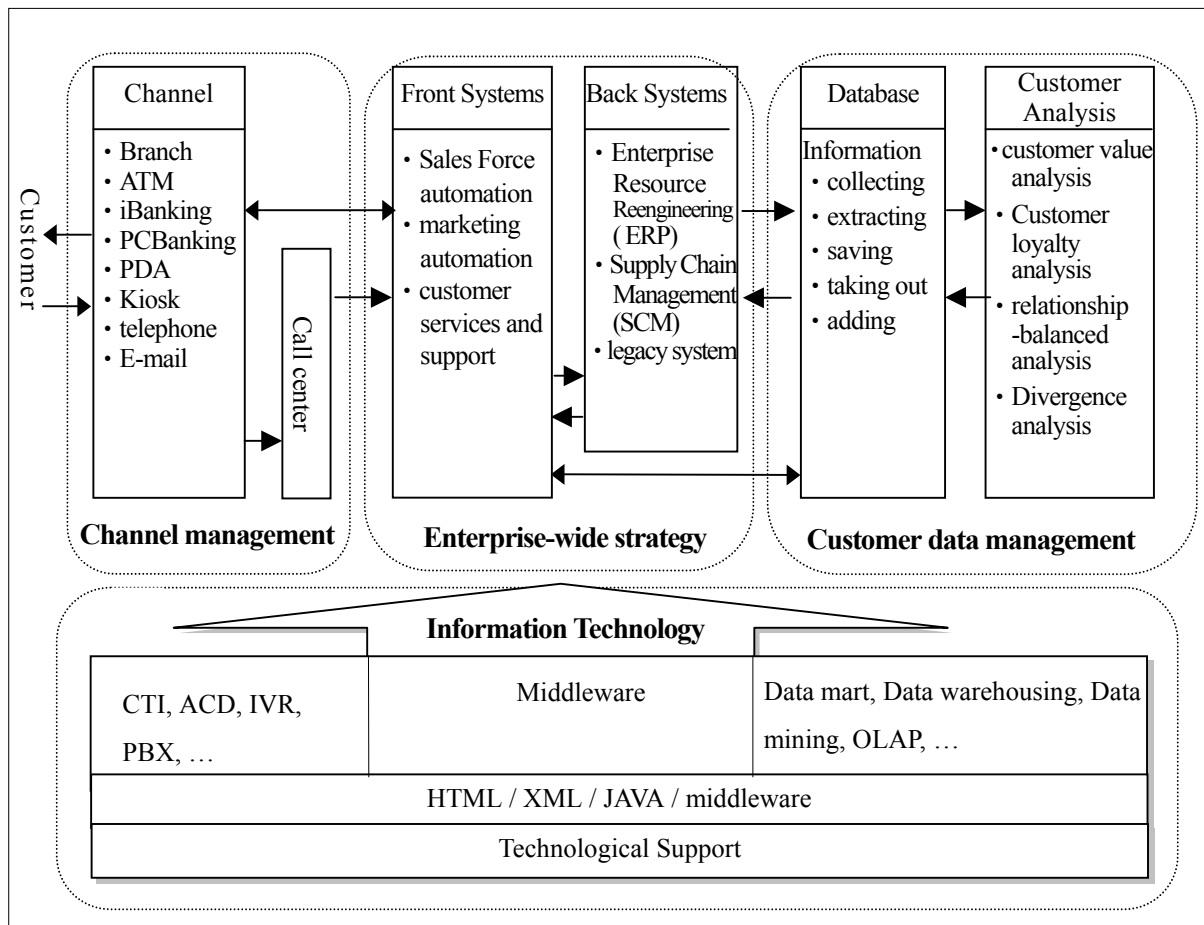 Customer
Channel
・Branch
・ATM
・iBanking
・PCBanking
・PDA
・Kiosk
・telephone
・E-mail
Call center
Channel management
Front Systems
・Sales Force
automation
・marketing
automation
・customer
services and
support
Back Systems
・Enterprise
Resource
Reengineering
( ERP)
・Supply Chain
Management
(SCM)
・legacy system
Enterprise-wide strategy
Database
Information
・collecting
・extracting
・saving
・taking out
・adding
Customer
Analysis
・customer value
analysis
・Customer
loyalty
analysis
・relationship
-balanced
analysis
・Divergence
analysis
Customer data management
Information Technology
CTI, ACD, IVR,
PBX, …
Middleware
Data mart, Data warehousing, Data
mining, OLAP, …
HTML / XML / JAVA / middleware
Technological Support